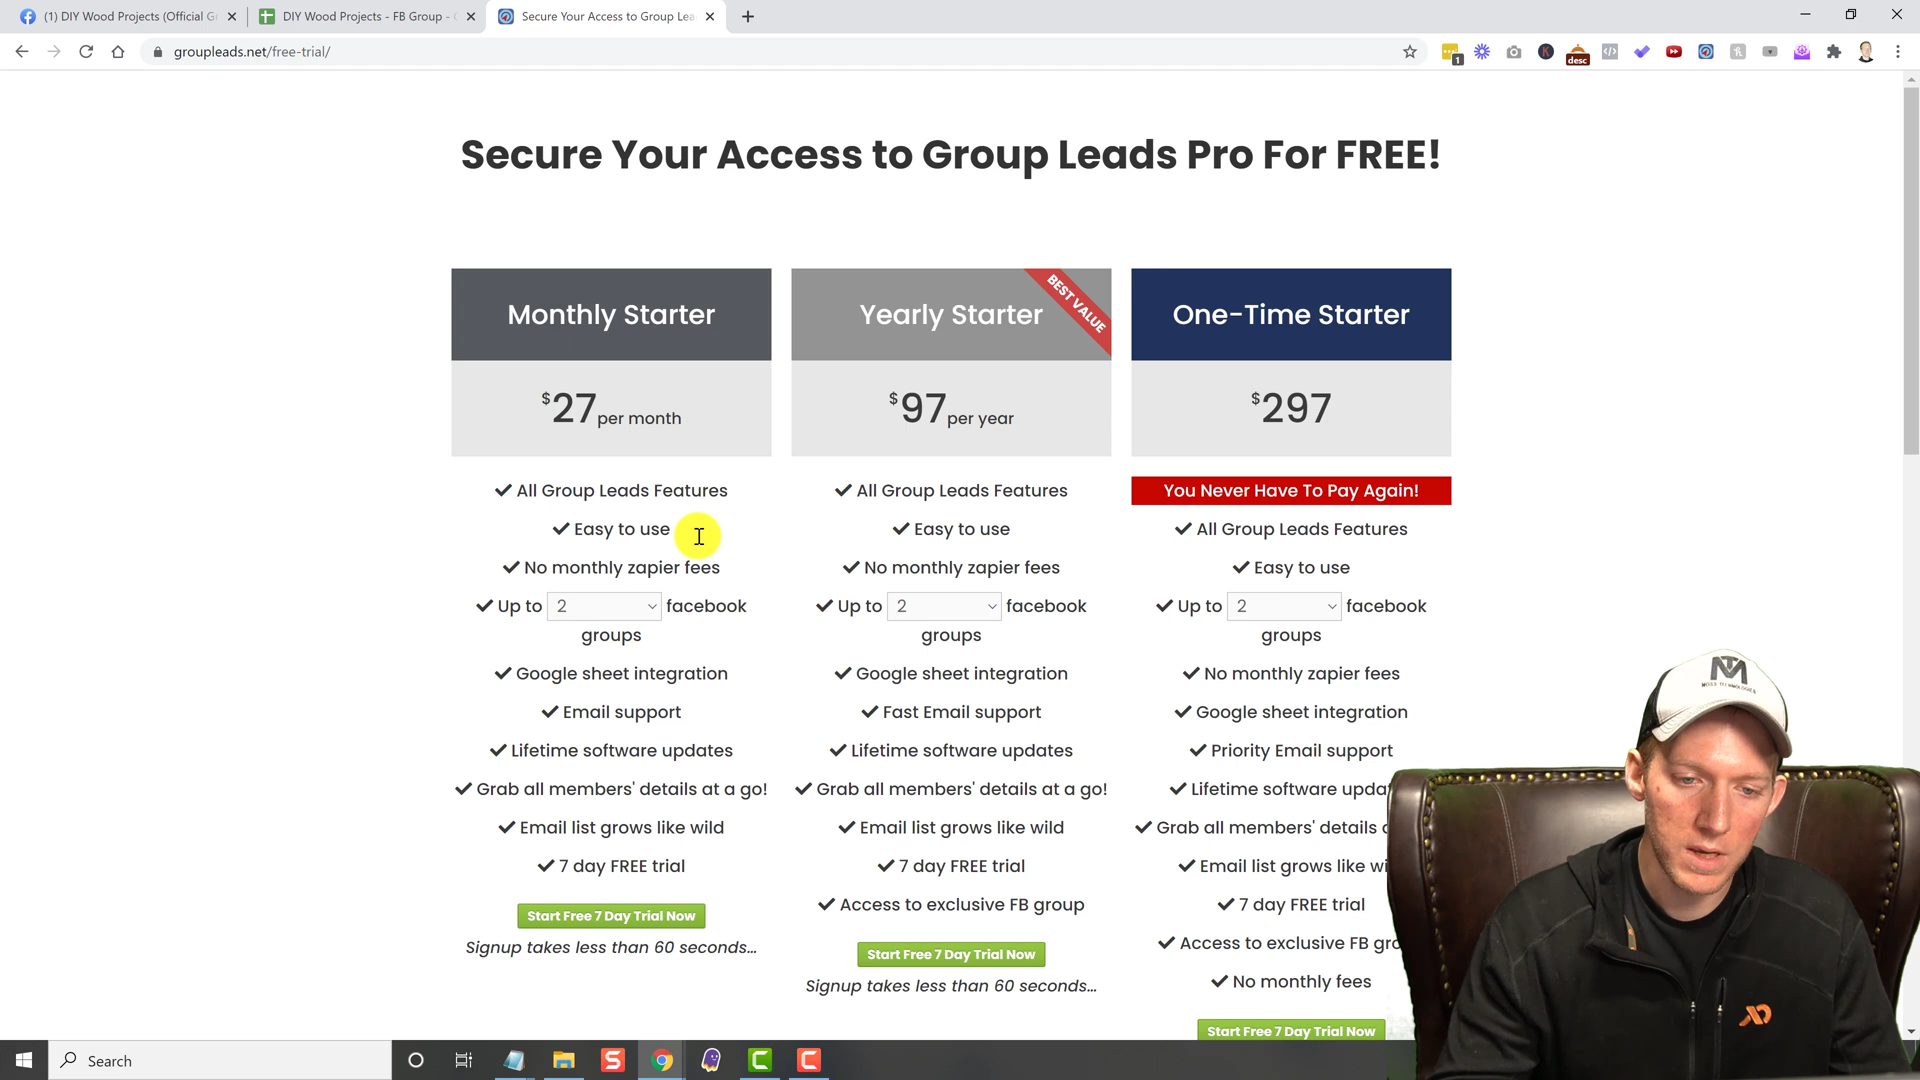 (1) DIY Wood Projects (Official Gr
DIY Wood Projects - FB Group -
Secure Your Access to Group Lea
groupleads.net/free-trial/
1
desc
Secure Your Access to Group Leads Pro For FREE!
Monthly Starter
$27 per month
All Group Leads Features
Easy to use
No monthly zapier fees
Up to 2 facebook
groups
Google sheet integration
Email support
Lifetime software updates
Grab all members' details at a go!
Email list grows like wild
7 day FREE trial
Start Free 7 Day Trial Now
Signup takes less than 60 seconds...
Yearly Starter
BEST VALUE
$97 per year
All Group Leads Features
Easy to use
No monthly zapier fees
Up to 2 facebook
groups
Google sheet integration
Fast Email support
Lifetime software updates
Grab all members' details at a go!
Email list grows like wild
7 day FREE trial
Access to exclusive FB group
Start Free 7 Day Trial Now
Signup takes less than 60 seconds...
One-Time Starter
$297
You Never Have To Pay Again!
All Group Leads Features
Easy to use
Up to 2 facebook
groups
No monthly zapier fees
Google sheet integration
Priority Email support
Lifetime software upda
Grab all members' details
Email list grows like wi
7 day FREE trial
Access to exclusive FB gro
No monthly fees
Start Free 7 Day Trial Now
Search